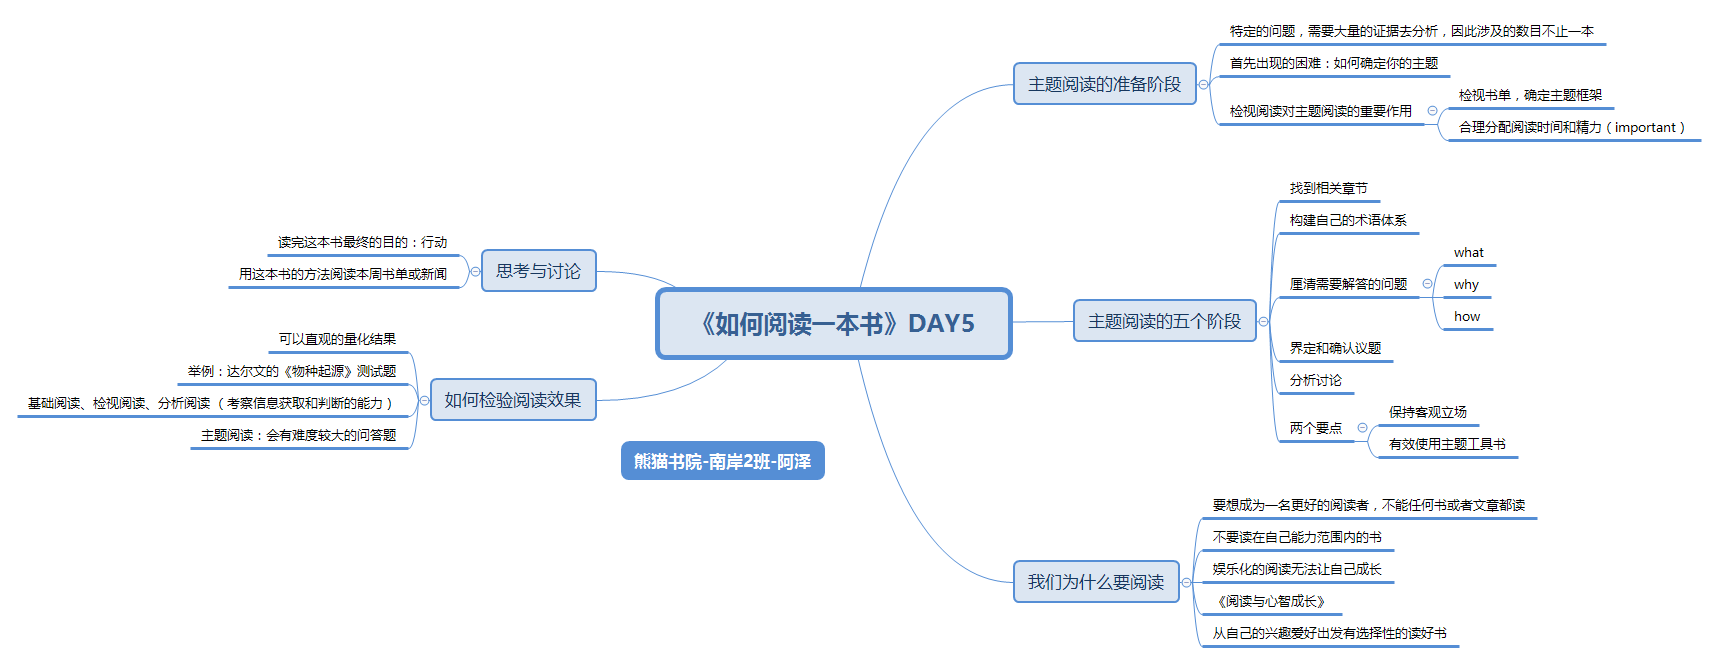 《如何阅读一本书》DAY5
主题阅读的准备阶段
特定的问题，需要大量的证据去分析，因此涉及的数目不止一本
首先出现的困难：如何确定你的主题
检视阅读对主题阅读的重要作用
检视书单，确定主题框架
合理分配阅读时间和精力（important）
主题阅读的五个阶段
找到相关章节
构建自己的术语体系
厘清需要解答的问题
what
why
how
界定和确认议题
分析讨论
两个要点
保持客观立场
有效使用主题工具书
我们为什么要阅读
要想成为一名更好的阅读者，不能任何书或者文章都读
不要读在自己能力范围内的书
娱乐化的阅读无法让自己成长
《阅读与心智成长》
从自己的兴趣爱好出发有选择性的读好书
思考与讨论
读完这本书最终的目的：行动
用这本书的方法阅读本周书单或新闻
如何检验阅读效果
可以直观的量化结果
举例：达尔文的《物种起源》测试题
基础阅读、检视阅读、分析阅读（考察信息获取和判断的能力）
主题阅读：会有难度较大的问答题
熊猫书院-南岸2班-阿泽